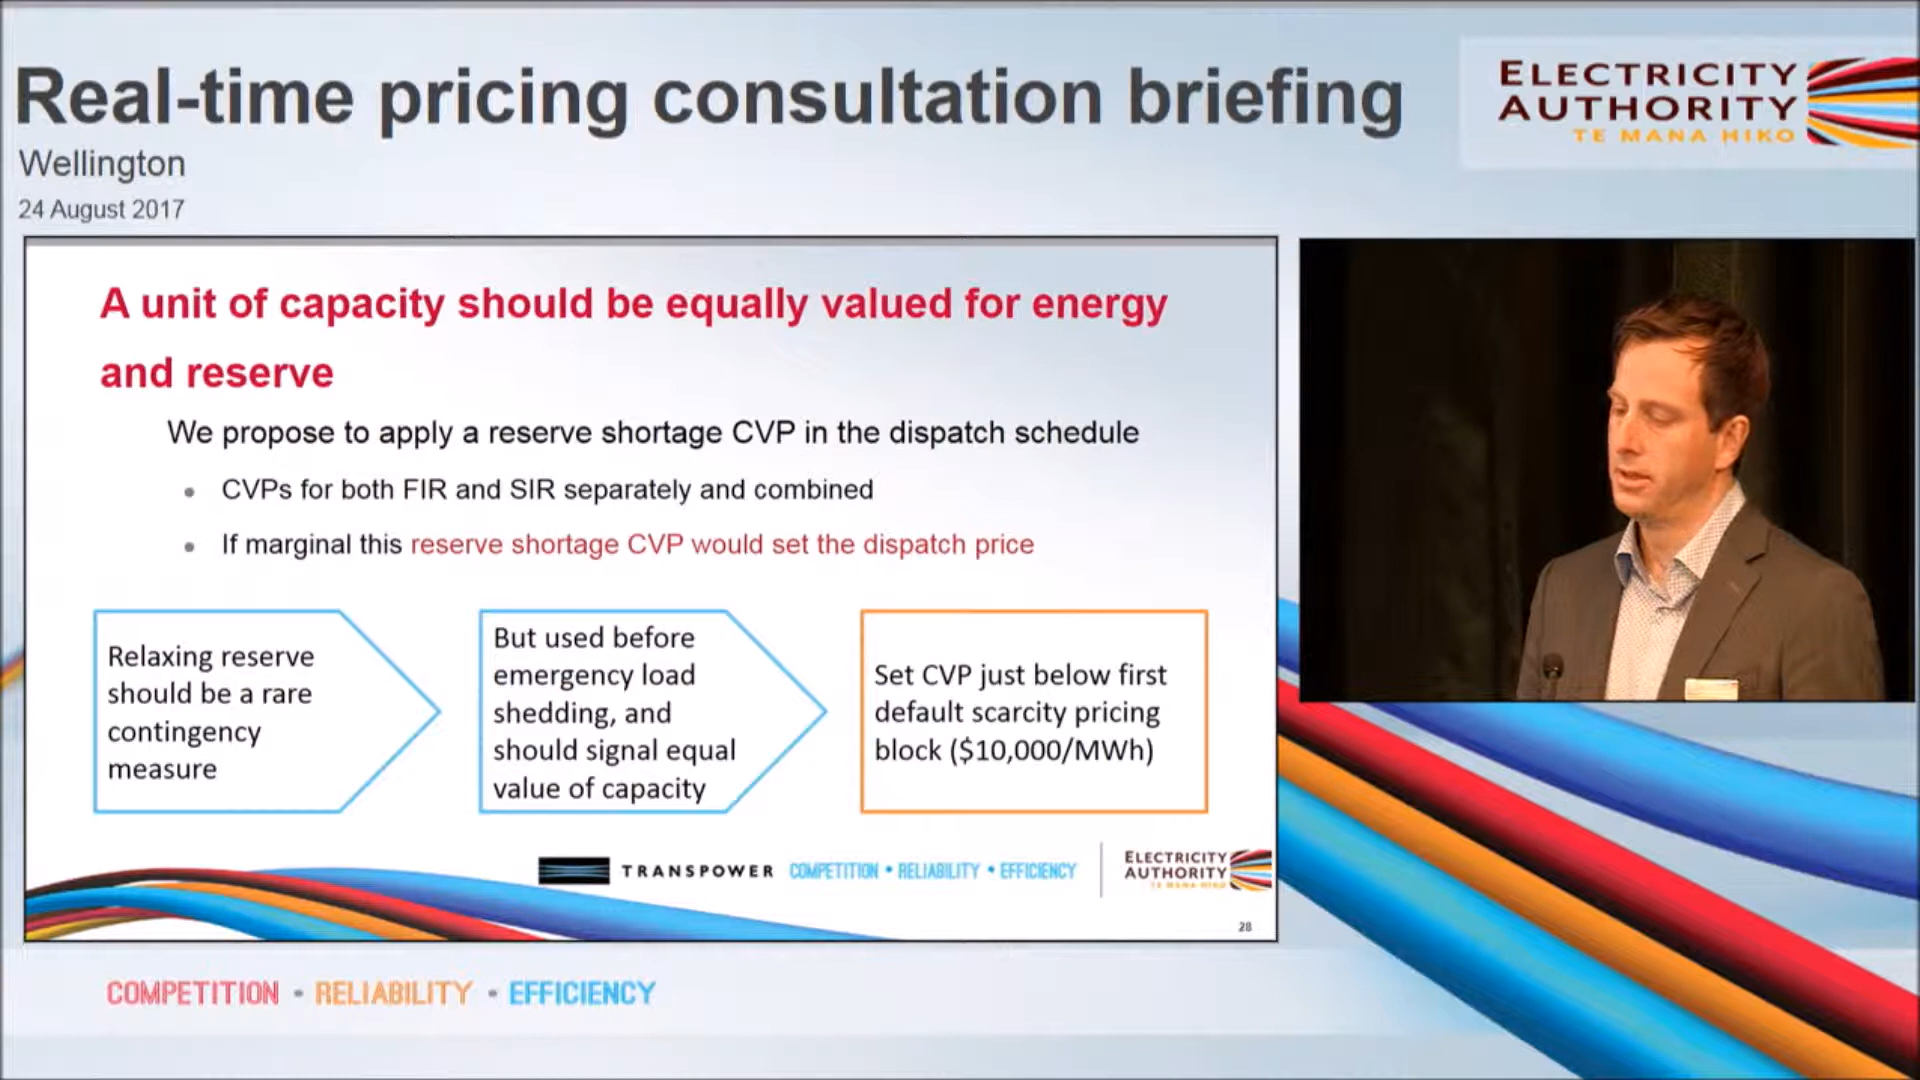 Real-time pricing consultation briefing
Wellington
24 August 2017
ELECTRICITY
AUTHORITY
TE MANA HIKO
A unit of capacity should be equally valued for energy
and reserve
We propose to apply a reserve shortage CVP in the dispatch schedule
• CVPs for both FIR and SIR separately and combined
• If marginal this reserve shortage CVP would set the dispatch price
Relaxing reserve
should be a rare
contingency
measure
But used before
emergency load
shedding, and
should signal equal
value of capacity
Set CVP just below first
default scarcity pricing
block ($10,000/MWh)
TRANSPOWER
COMPETITION • RELIABILITY • EFFICIENCY
ELECTRICITY
AUTHORITY
TE MANA HIKO
28
COMPETITION • RELIABILITY • EFFICIENCY